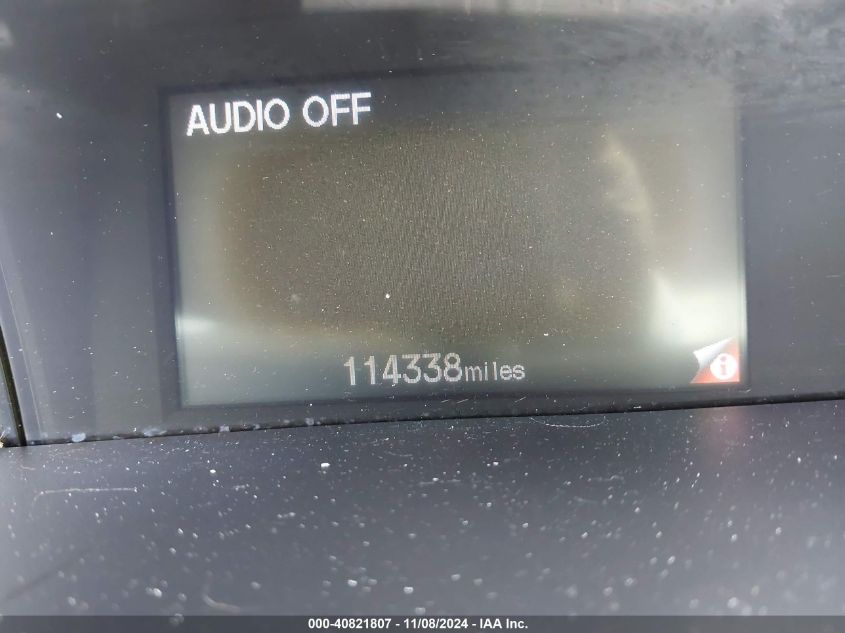 AUDIO OFF
114338miles
i
000-40821807 - 11/08/2024 - IAA Inc.